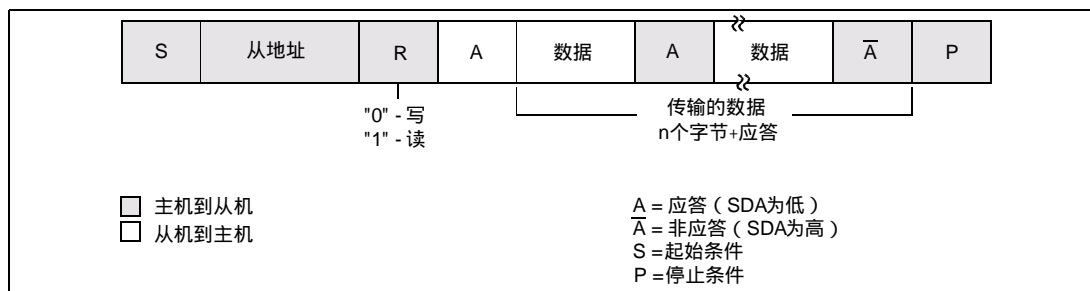 S 从地址 R A 数据 A 数据 A̅ P
"0" - 写
"1" - 读
传输的数据
n个字节+应答
主机到从机
从机到主机
A = 应答（SDA为低）
A̅ = 非应答（SDA为高）
S =起始条件
P =停止条件